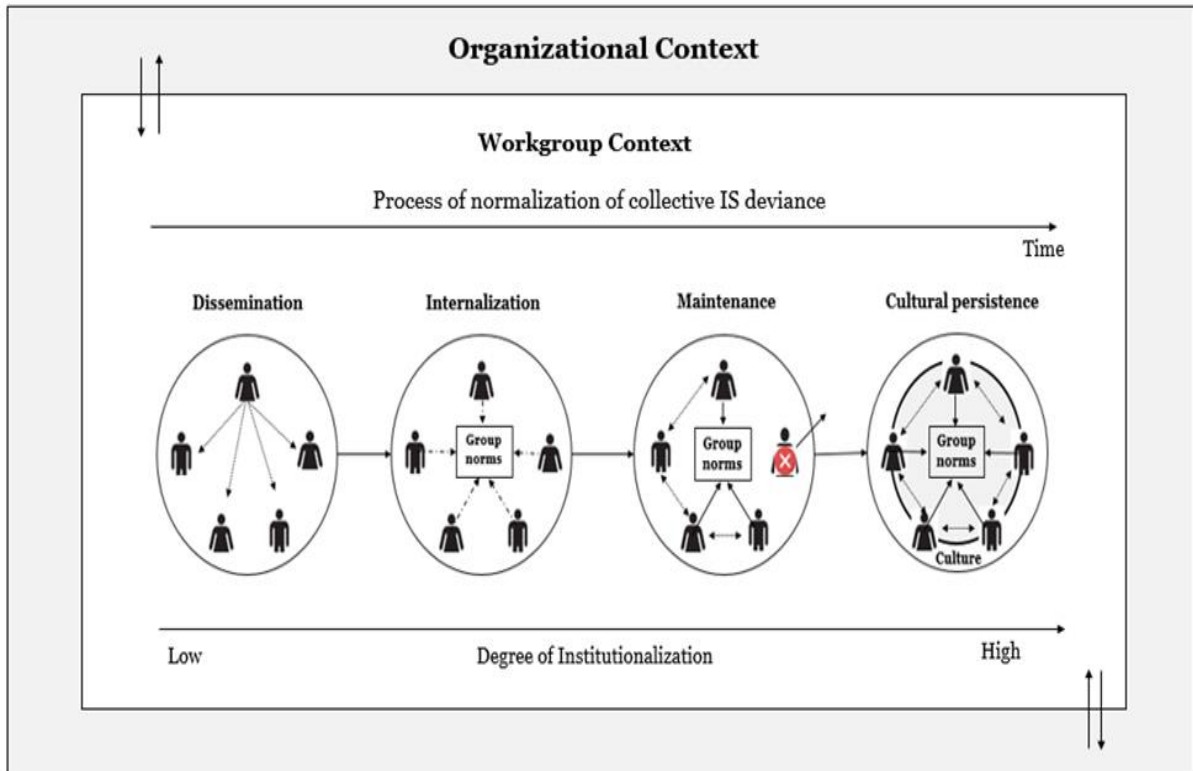 Organizational Context
Workgroup Context
Process of normalization of collective IS deviance
Time
Dissemination
Internalization
Maintenance
Cultural persistence
Group
norms
Group
norms
Group
norms
Culture
Low
Degree of Institutionalization
High